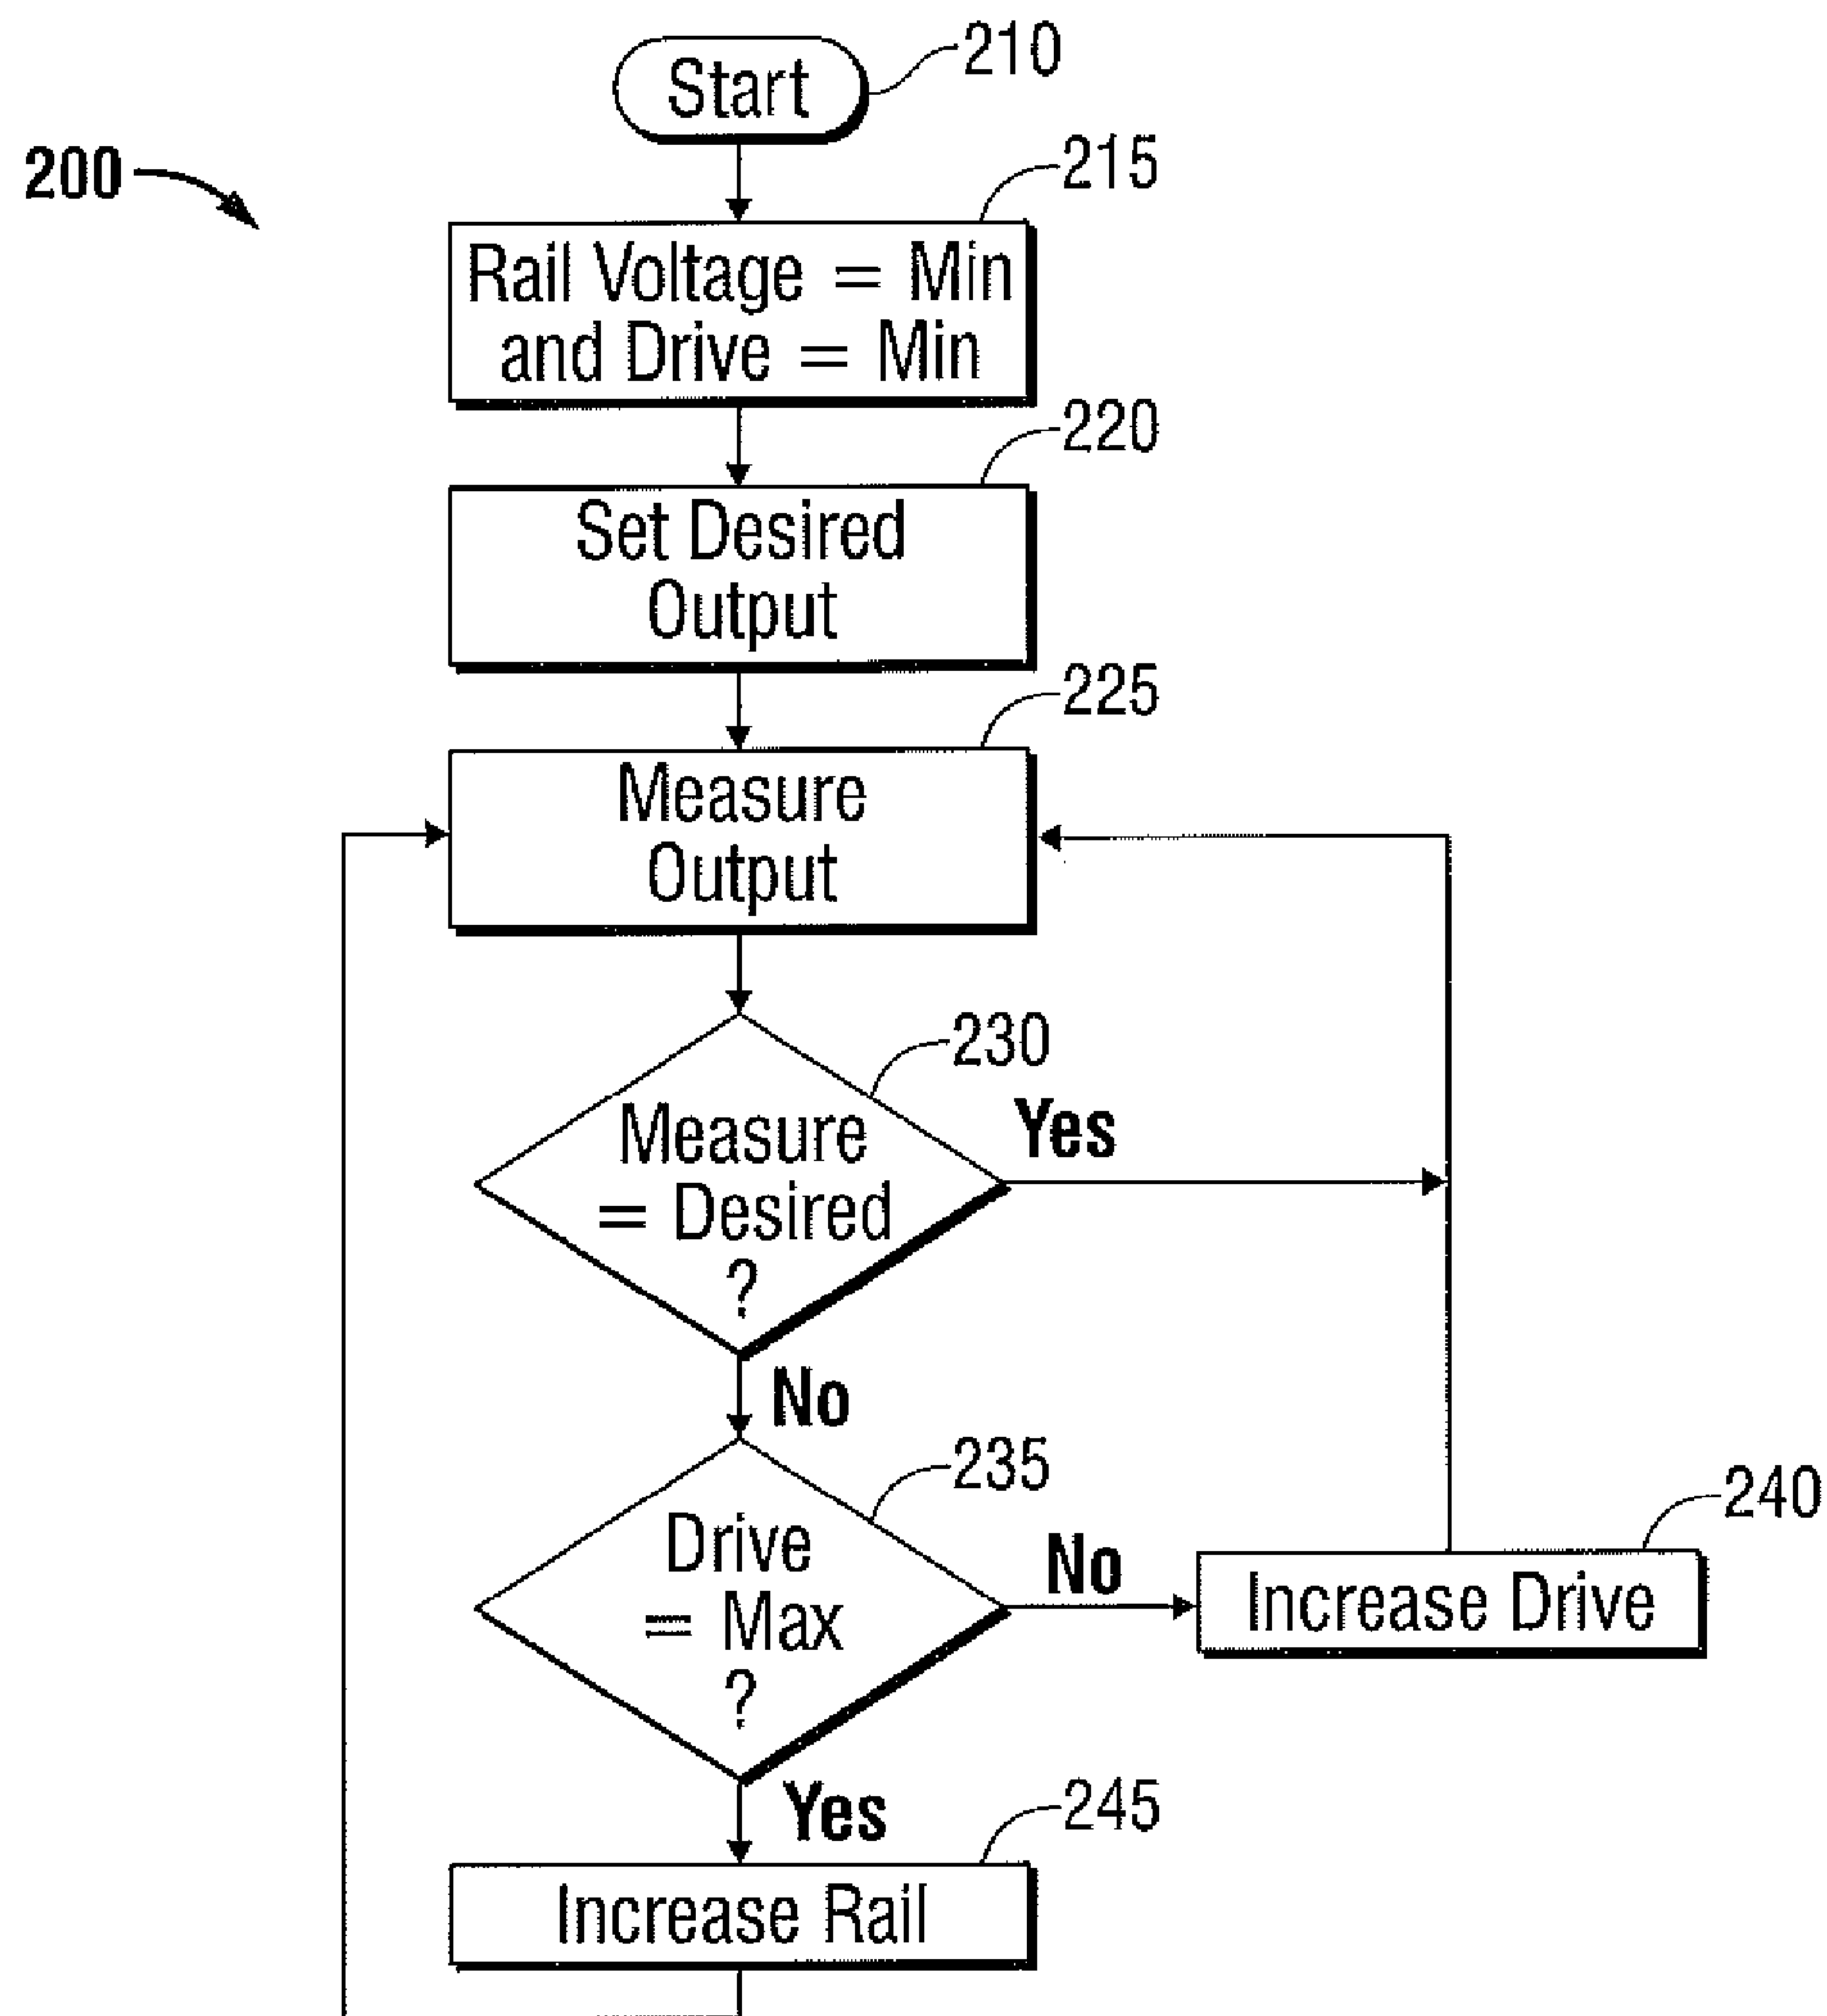 Start
210
200
215
Rail Voltage = Min
and Drive = Min
220
Set Desired
Output
225
Measure
Output
230
Measure
= Desired
?
Yes
No
235
Drive
= Max
?
No
240
Increase Drive
Yes
245
Increase Rail